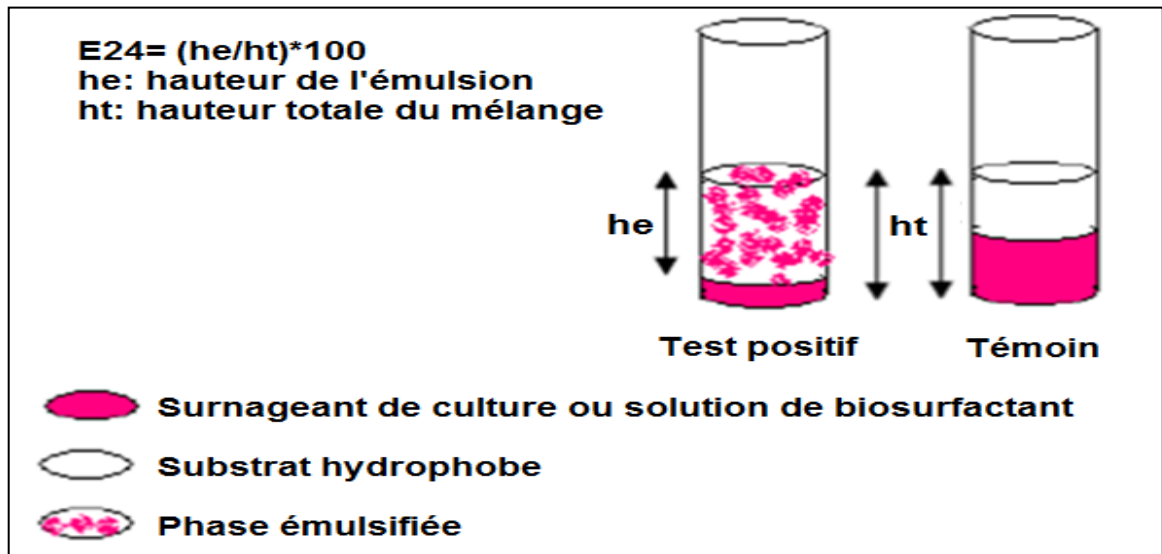 E24= (he/ht)*100
he: hauteur de l'émulsion
ht: hauteur totale du mélange
he
ht
Test positif
Témoin
Surnageant de culture ou solution de biosurfactant
Substrat hydrophobe
Phase émulsifiée